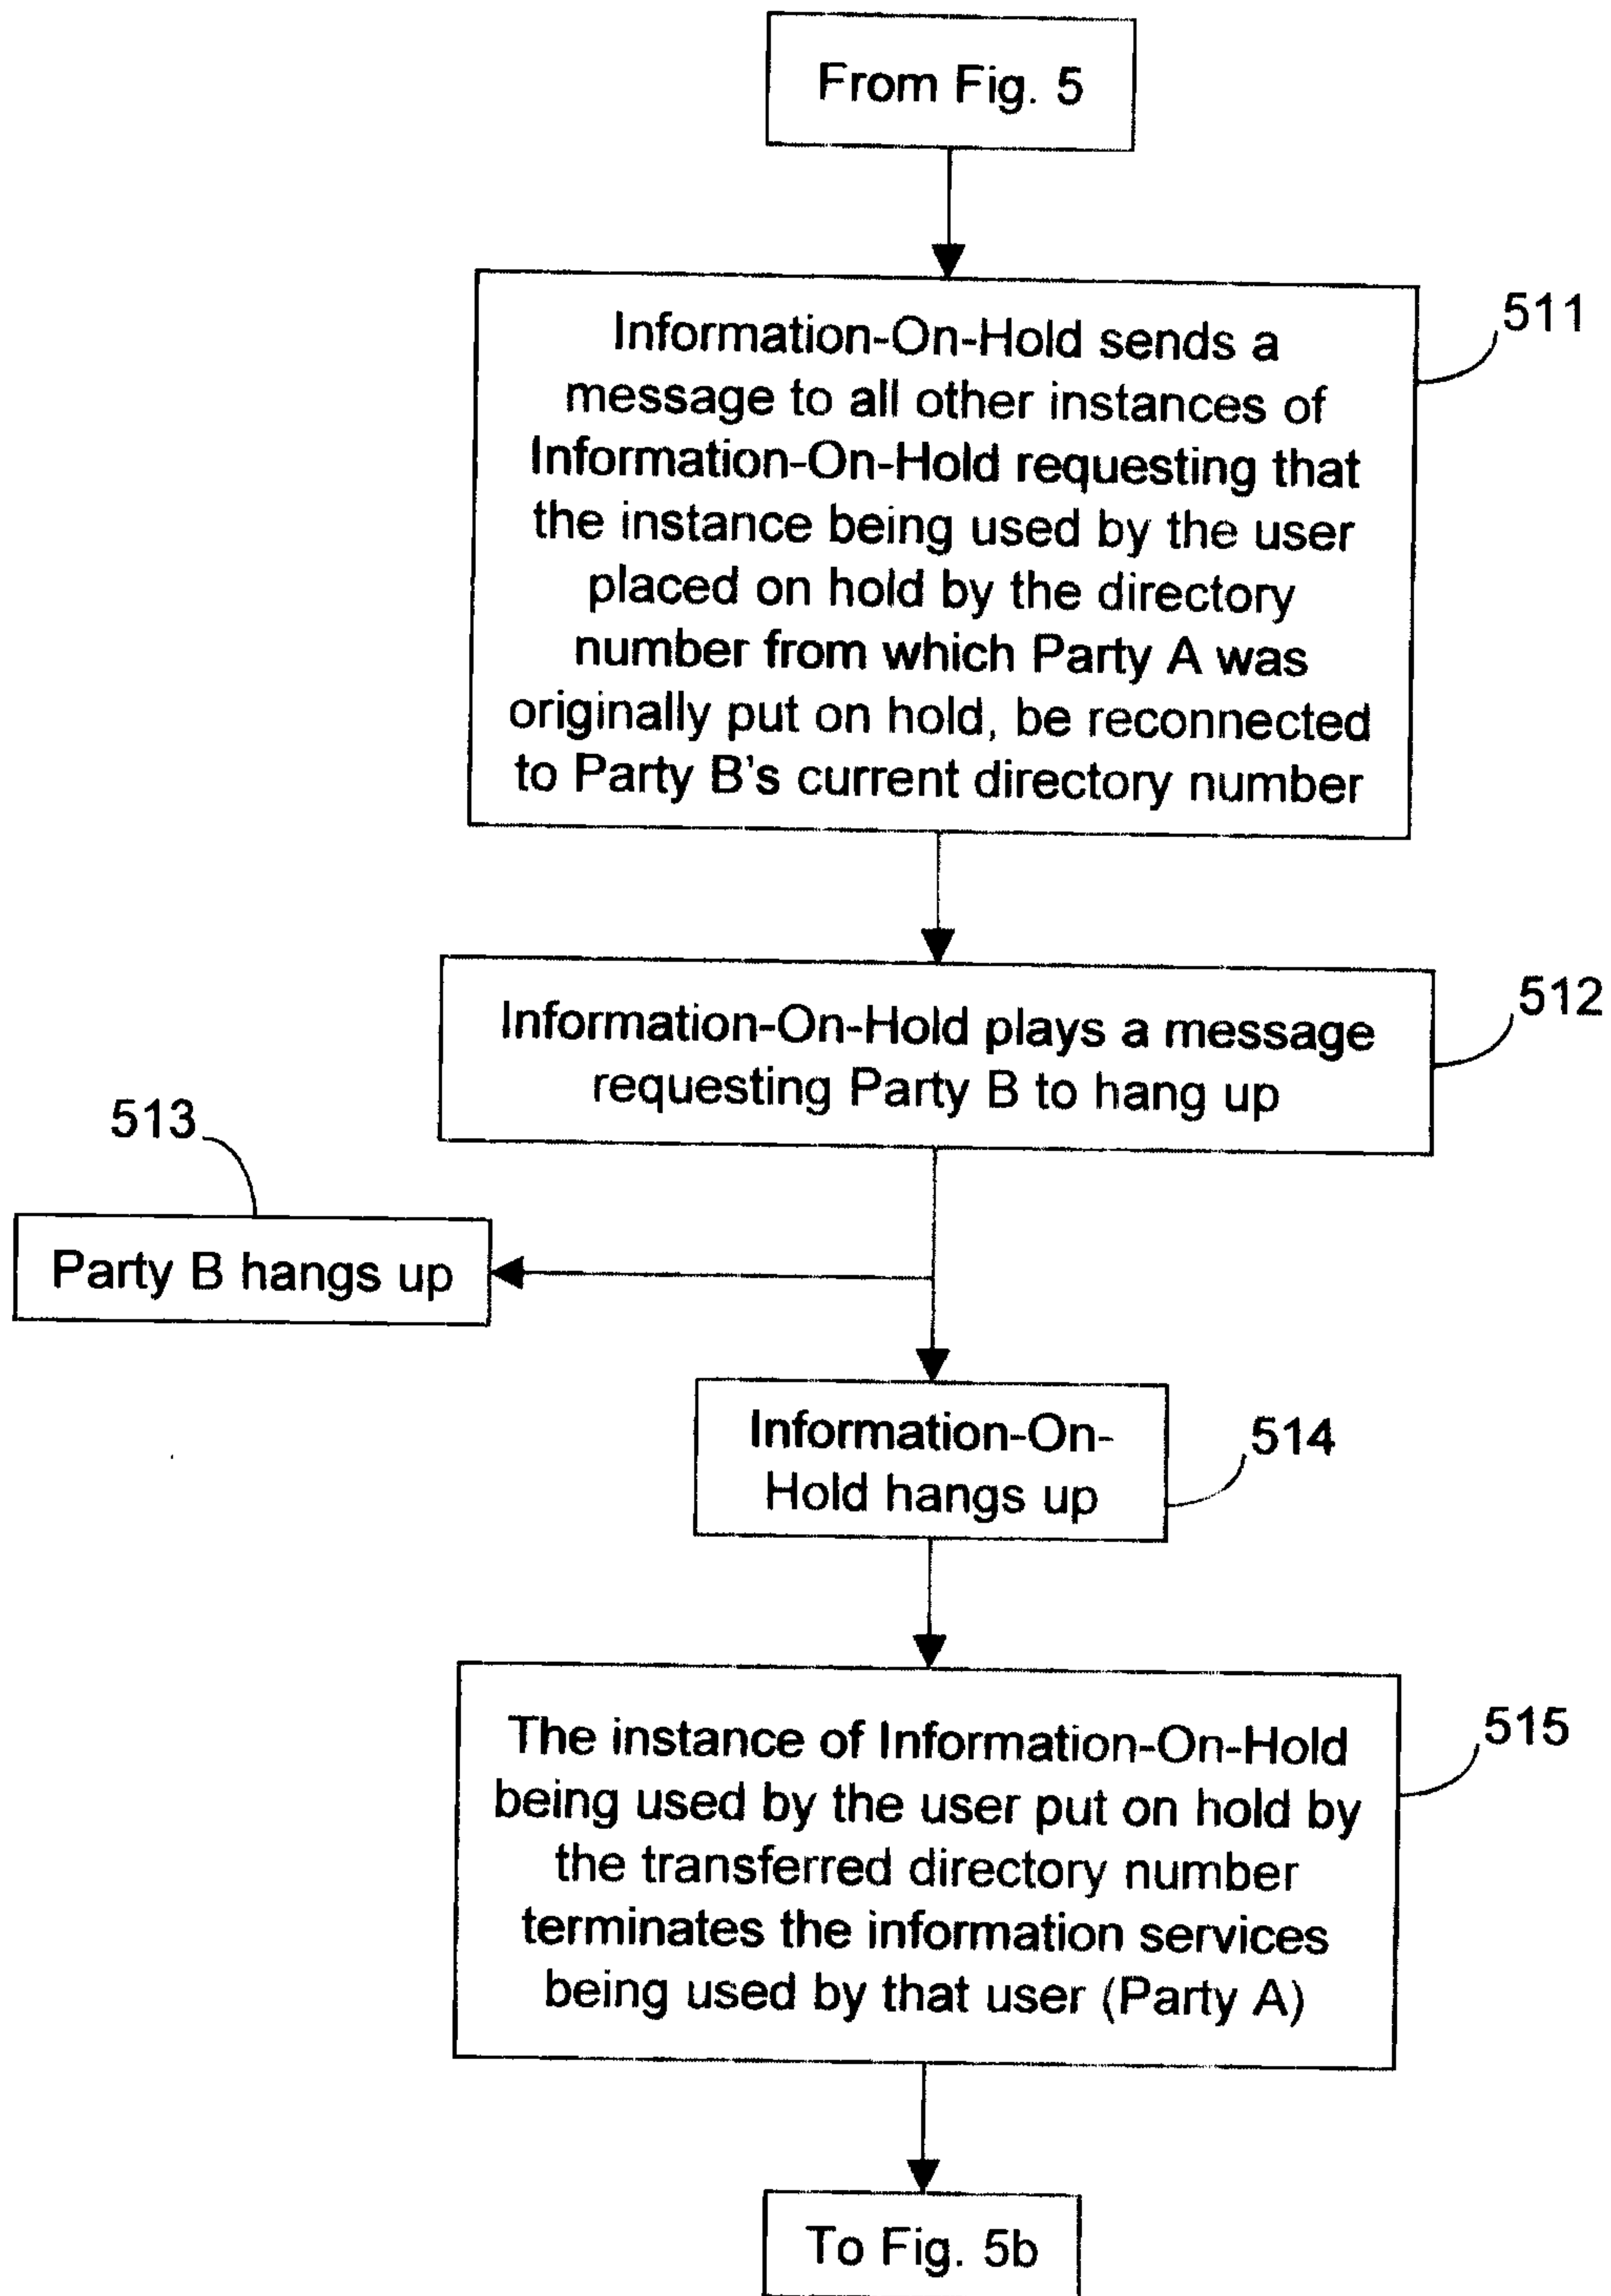 From Fig. 5
Information-On-Hold sends a
message to all other instances of
Information-On-Hold requesting that
the instance being used by the user
placed on hold by the directory
number from which Party A was
originally put on hold, be reconnected
to Party B's current directory number
511
Information-On-Hold plays a message
requesting Party B to hang up
512
513
Party B hangs up
Information-On-
Hold hangs up
514
The instance of Information-On-Hold
being used by the user put on hold by
the transferred directory number
terminates the information services
being used by that user (Party A)
515
To Fig. 5b